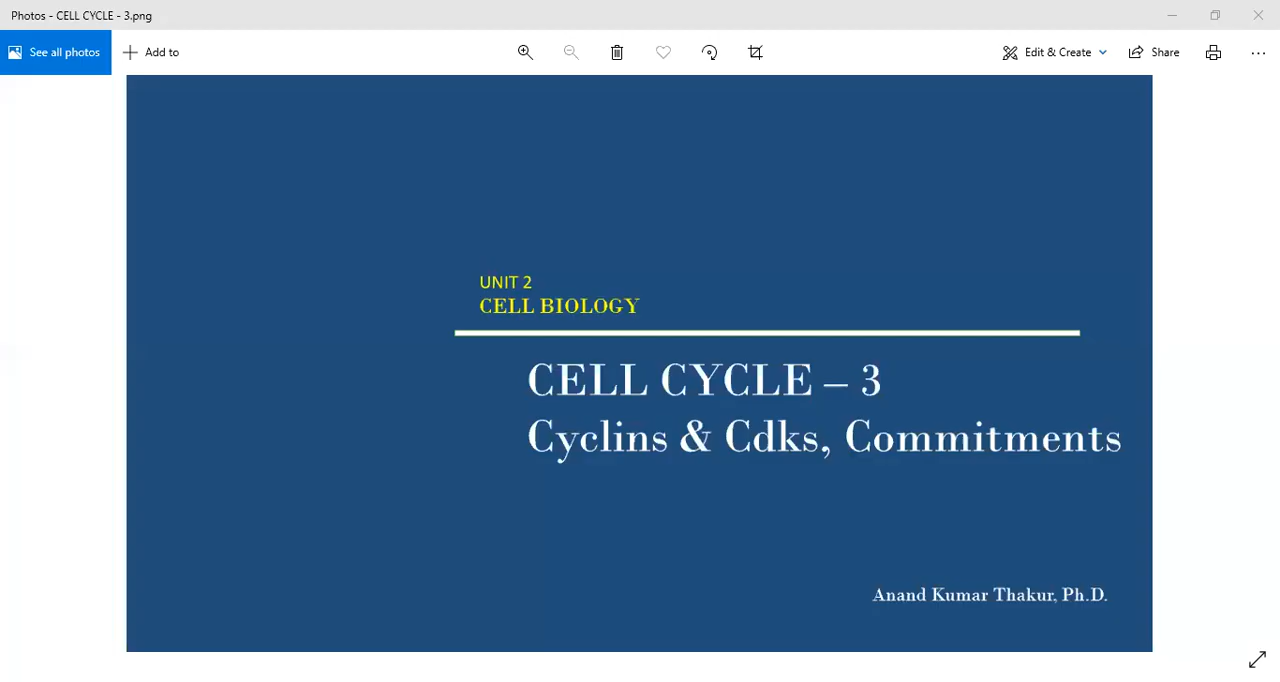 Photos - CELL CYCLE - 3.png
See all photos
Add to
Edit & Create
Share
UNIT 2
CELL BIOLOGY
CELL CYCLE – 3
Cyclins & Cdks, Commitments
Anand Kumar Thakur, Ph.D.